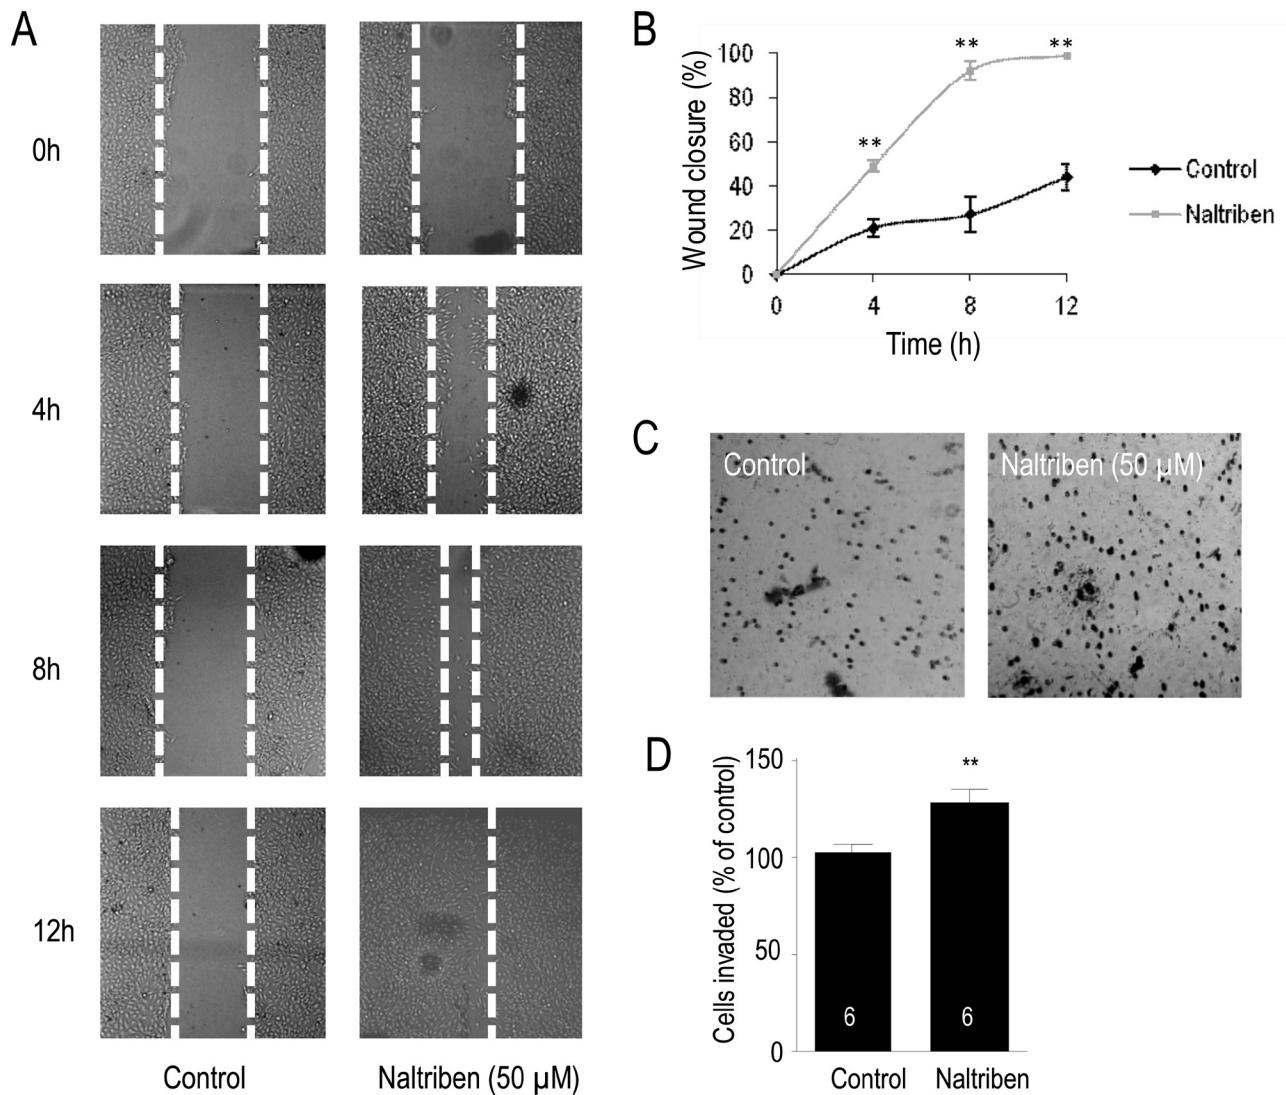 A
0h
4h
8h
12h
Control
Naltriben (50 µM)
B
Wound closure (%)
100
80
60
40
20
0
**
**
**
0
4
8
12
Time (h)
Control
Naltriben
C
Control
Naltriben (50 µM)
D
Cells invaded (% of control)
150
100
50
0
**
6
6
Control
Naltriben